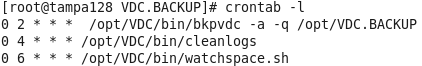 [root@tampa128 VDC.BACKUP]# crontab -l
0 2 * * *  /opt/VDC/bin/bkpvdc -a -q /opt/VDC.BACKUP
0 4 * * * /opt/VDC/bin/cleanlogs
0 6 * * * /opt/VDC/bin/watchspace.sh